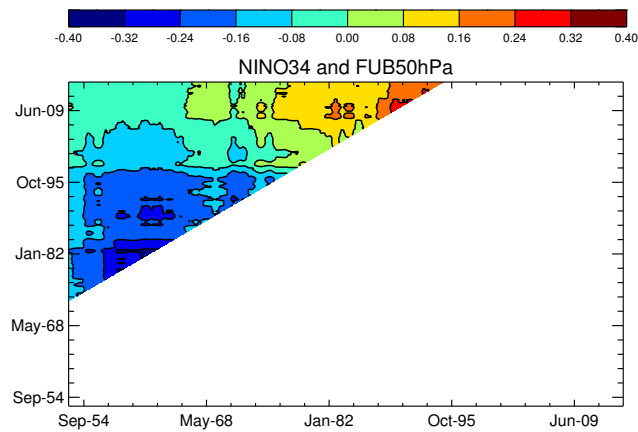 -0.40 -0.32 -0.24 -0.16 -0.08 0.00 0.08 0.16 0.24 0.32 0.40
NINO34 and FUB50hPa
Jun-09
Oct-95
Jan-82
May-68
Sep-54
Sep-54 May-68 Jan-82 Oct-95 Jun-09